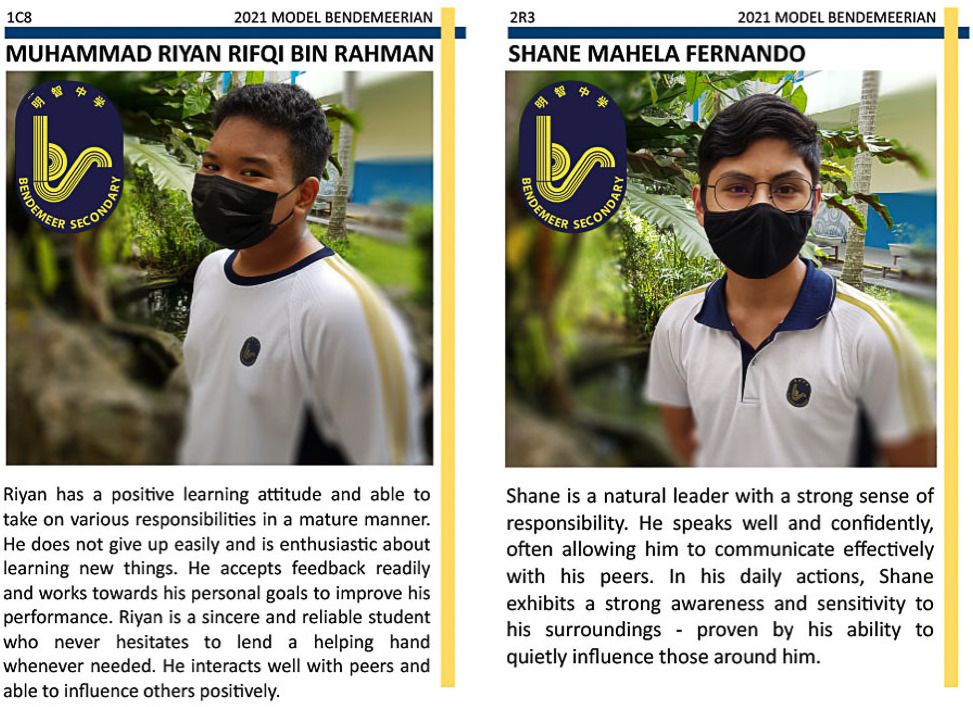 1C8
2021 MODEL BENDEMEERIAN
MUHAMMAD RIYAN RIFQI BIN RAHMAN
明智中学
BENDEMEER SECONDARY
Riyan has a positive learning attitude and able to
take on various responsibilities in a mature manner.
He does not give up easily and is enthusiastic about
learning new things. He accepts feedback readily
and works towards his personal goals to improve his
performance. Riyan is a sincere and reliable student
who never hesitates to lend a helping hand
whenever needed. He interacts well with peers and
able to influence others positively.
2R3
2021 MODEL BENDEMEERIAN
SHANE MAHELA FERNANDO
明智中学
BENDEMEER SECONDARY
Shane is a natural leader with a strong sense of
responsibility. He speaks well and confidently,
often allowing him to communicate effectively
with his peers. In his daily actions, Shane
exhibits a strong awareness and sensitivity to
his surroundings - proven by his ability to
quietly influence those around him.